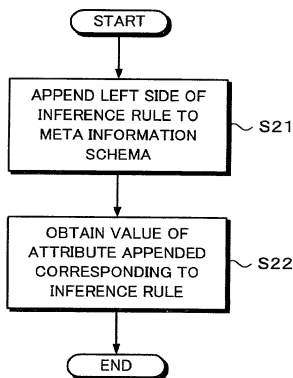 START
APPEND LEFT SIDE OF
INFERENCE RULE TO
META INFORMATION
SCHEMA
S21
OBTAIN VALUE OF
ATTRIBUTE APPENDED
CORRESPONDING TO
INFERENCE RULE
S22
END